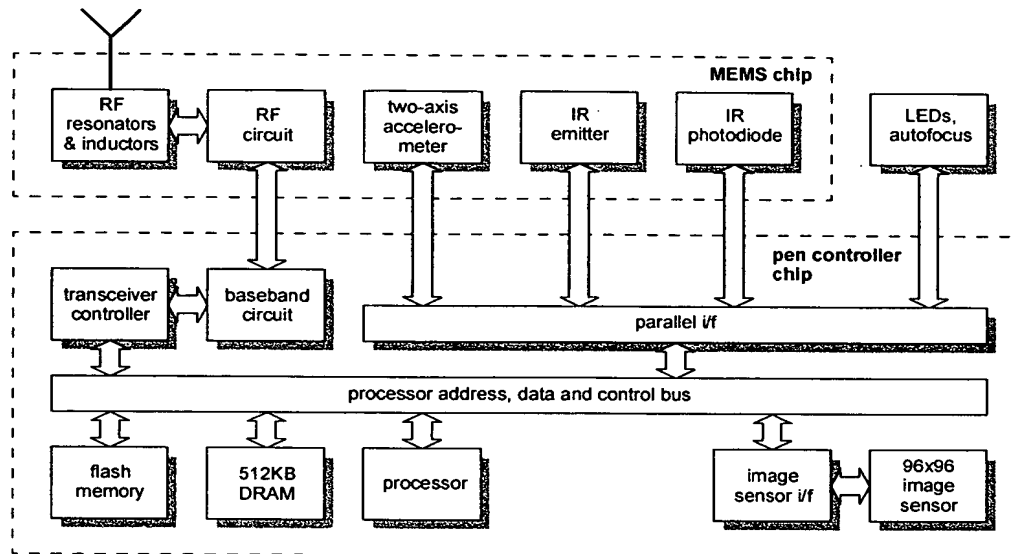 MEMS chip
RF
resonators
& inductors
RF
circuit
two-axis
accelero-
meter
IR
emitter
IR
photodiode
LEDs,
autofocus
pen controller
chip
transceiver
controller
baseband
circuit
parallel i/f
processor address, data and control bus
flash
memory
512KB
DRAM
processor
image
sensor i/f
96x96
image
sensor